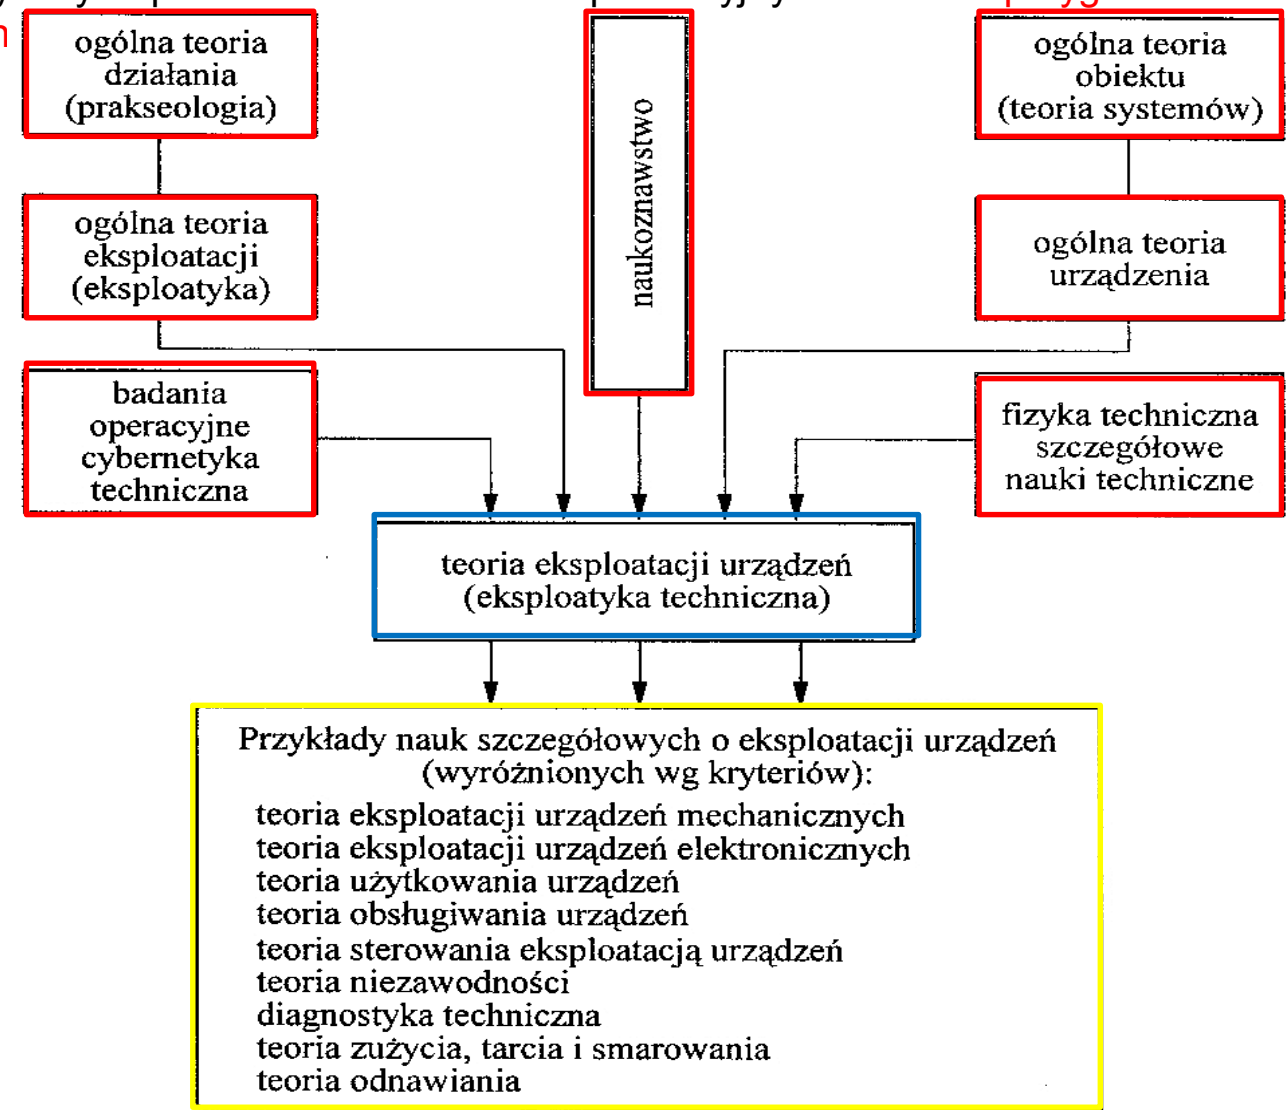 ogólna teoria
działania
(prakseologia)
ogólna teoria
eksploatacji
(eksploatyka)
badania
operacyjne
cybernetyka
techniczna
naukoznawstwo
ogólna teoria
obiektu
(teoria systemów)
ogólna teoria
urządzenia
fizyka techniczna
szczegółowe
nauki techniczne
teoria eksploatacji urządzeń
(eksploatyka techniczna)
Przykłady nauk szczegółowych o eksploatacji urządzeń
(wyróżnionych wg kryteriów):
teoria eksploatacji urządzeń mechanicznych
teoria eksploatacji urządzeń elektronicznych
teoria użytkowania urządzeń
teoria obsługiwania urządzeń
teoria sterowania eksploatacją urządzeń
teoria niezawodności
diagnostyka techniczna
teoria zużycia, tarcia i smarowania
teoria odnawiania